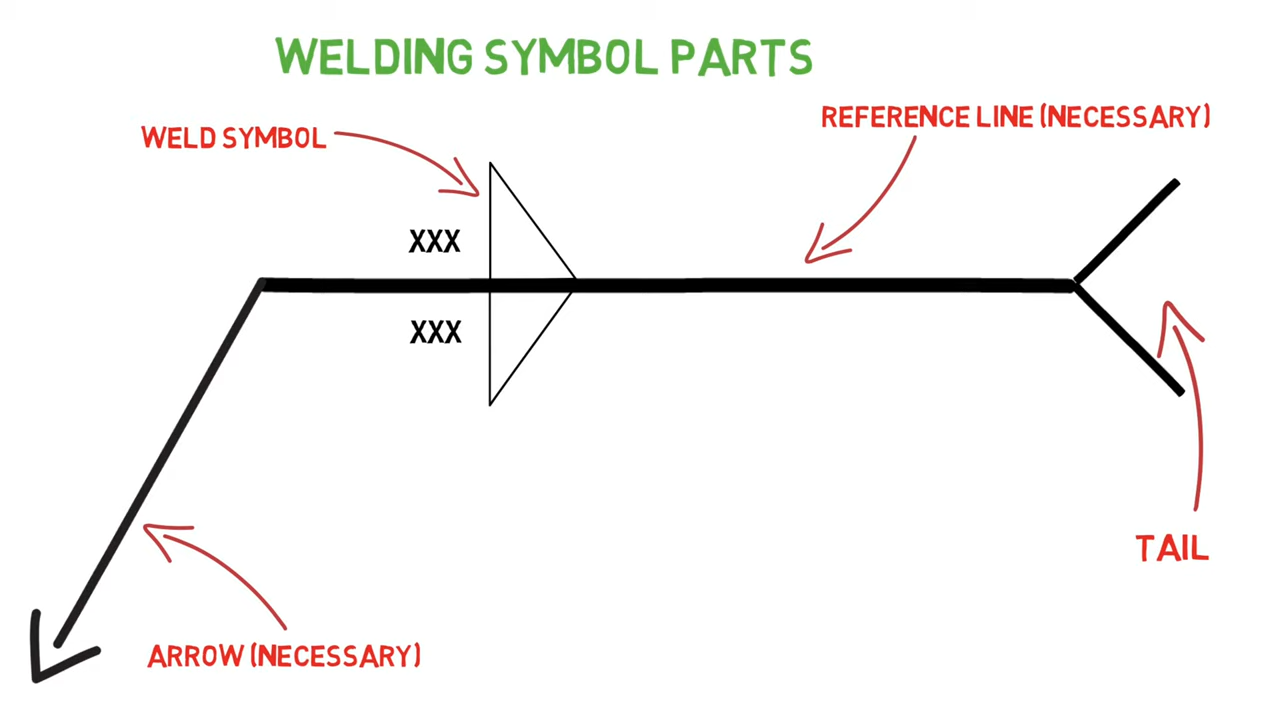 WELDING SYMBOL PARTS
REFERENCE LINE (NECESSARY)
WELD SYMBOL
XXX
XXX
TAIL
ARROW (NECESSARY)